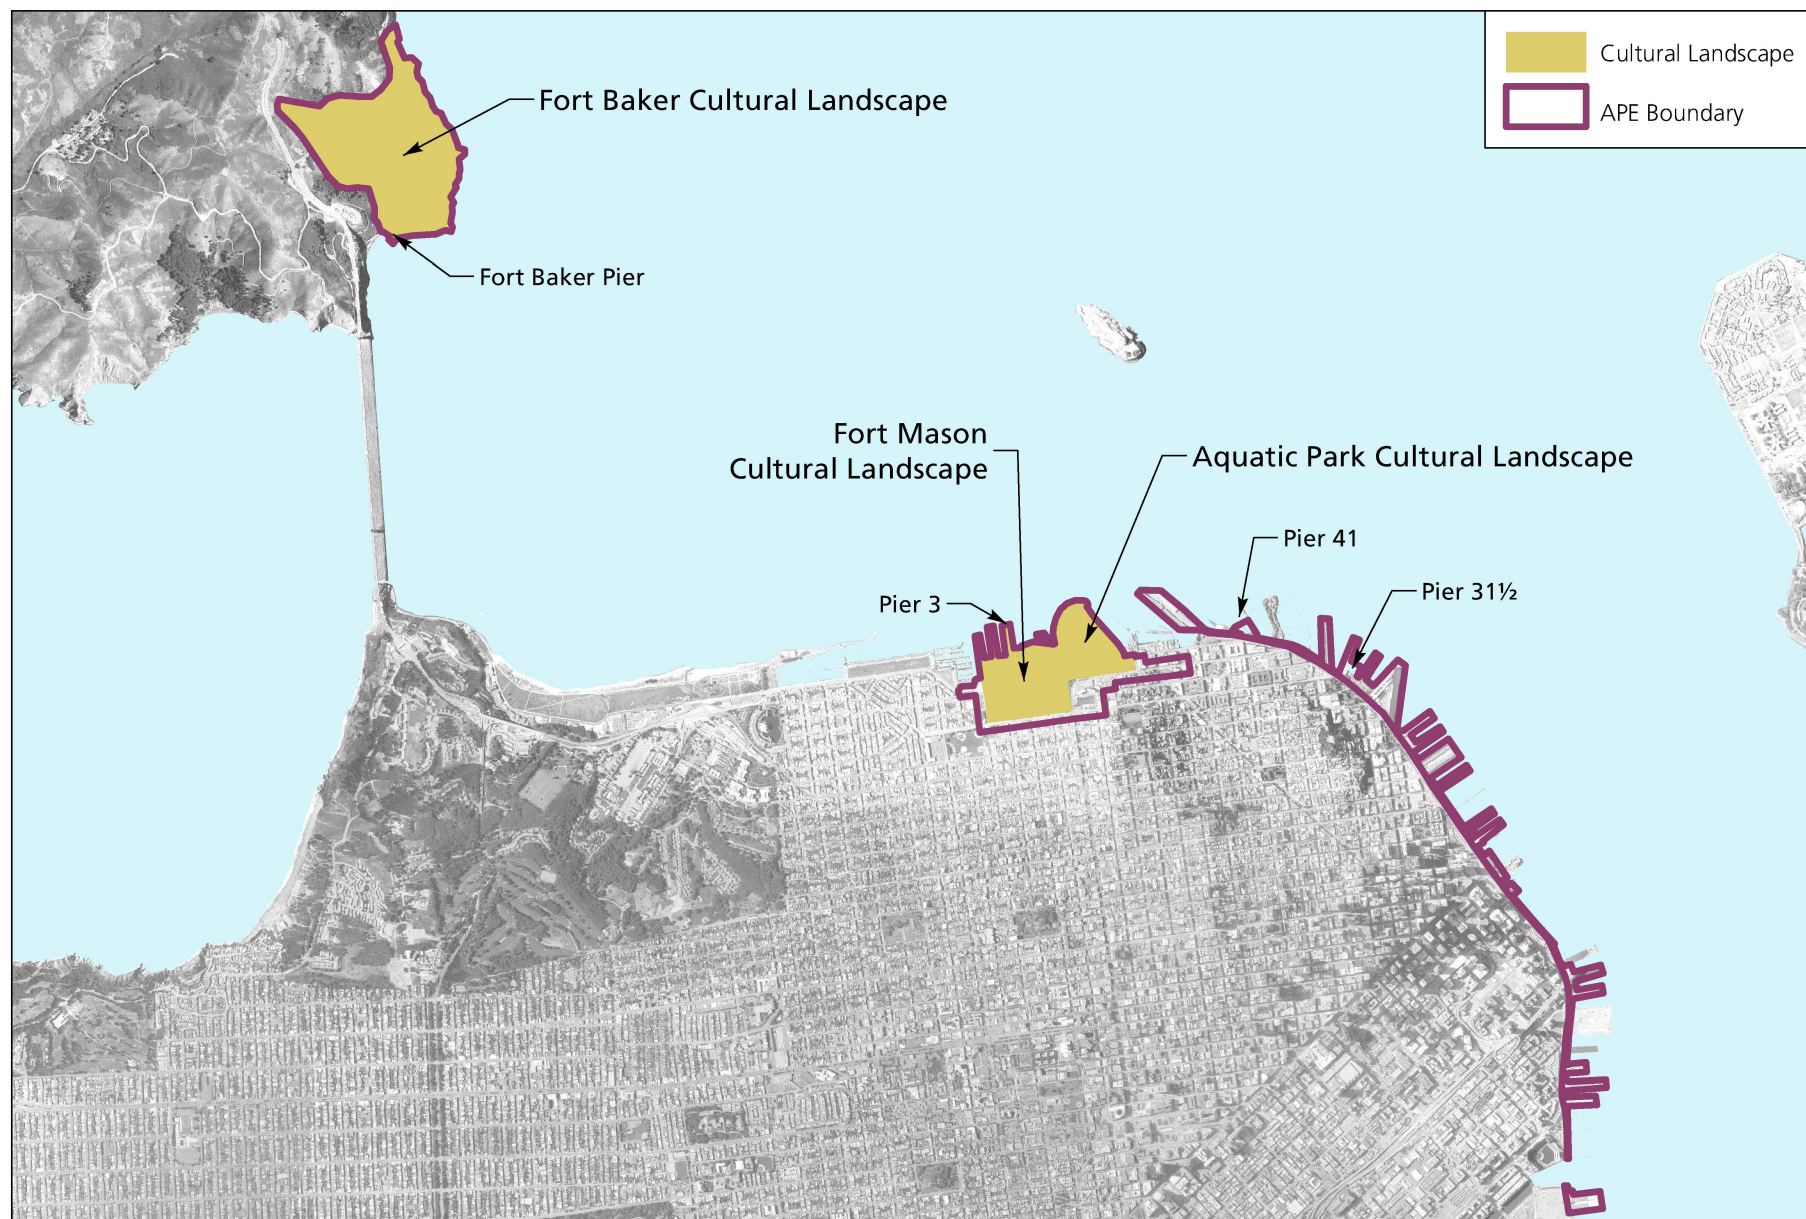 Cultural Landscape
APE Boundary
Fort Baker Cultural Landscape
Fort Baker Pier
Fort Mason
Cultural Landscape
Aquatic Park Cultural Landscape
Pier 41
Pier 31½
Pier 3